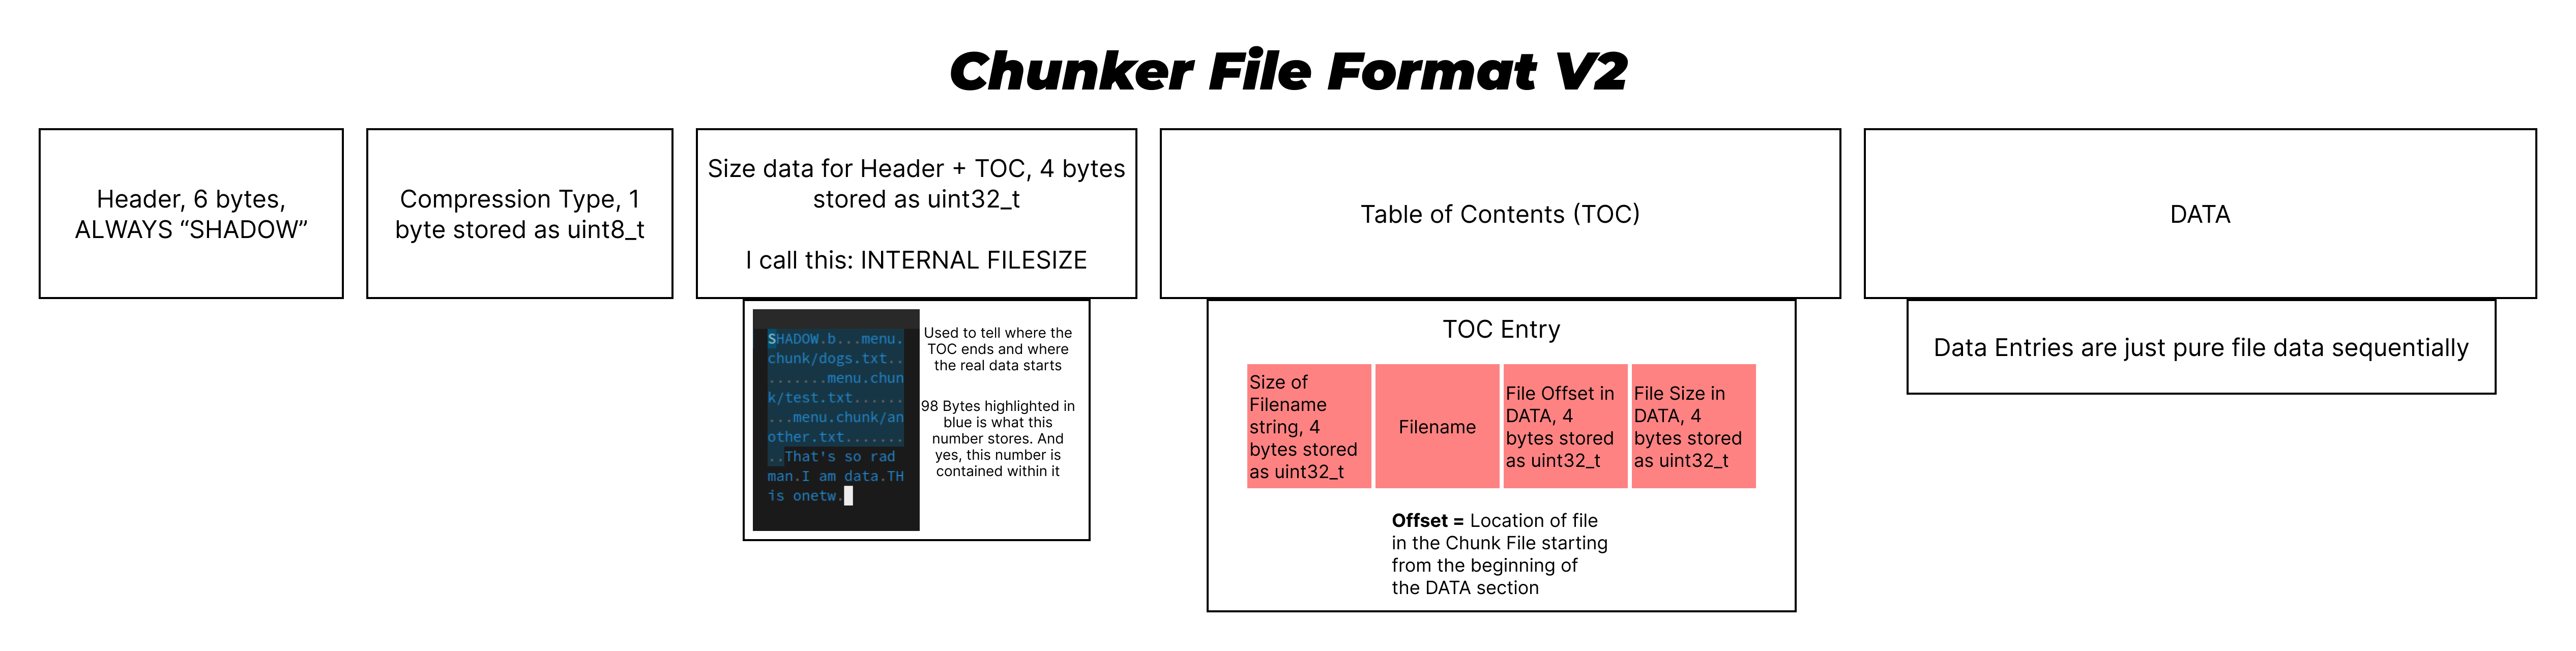 Chunker File Format V2
Header, 6 bytes,
ALWAYS “SHADOW”
Compression Type, 1
byte stored as uint8_t
Size data for Header + TOC, 4 bytes
stored as uint32_t
I call this: INTERNAL FILESIZE
SHADOW.b...menu.
chunk/dogs.txt..
.......menu.chun
k/test.txt......
...menu.chunk/an
other.txt.......
..That's so rad
man.I am data.TH
is onetw.
Used to tell where the
TOC ends and where
the real data starts
98 Bytes highlighted in
blue is what this
number stores. And
yes, this number is
contained within it
Table of Contents (TOC)
TOC Entry
Size of
Filename
string, 4
bytes stored
as uint32_t
Filename
File Offset in
DATA, 4
bytes stored
as uint32_t
File Size in
DATA, 4
bytes stored
as uint32_t
Offset = Location of file
in the Chunk File starting
from the beginning of
the DATA section
DATA
Data Entries are just pure file data sequentially